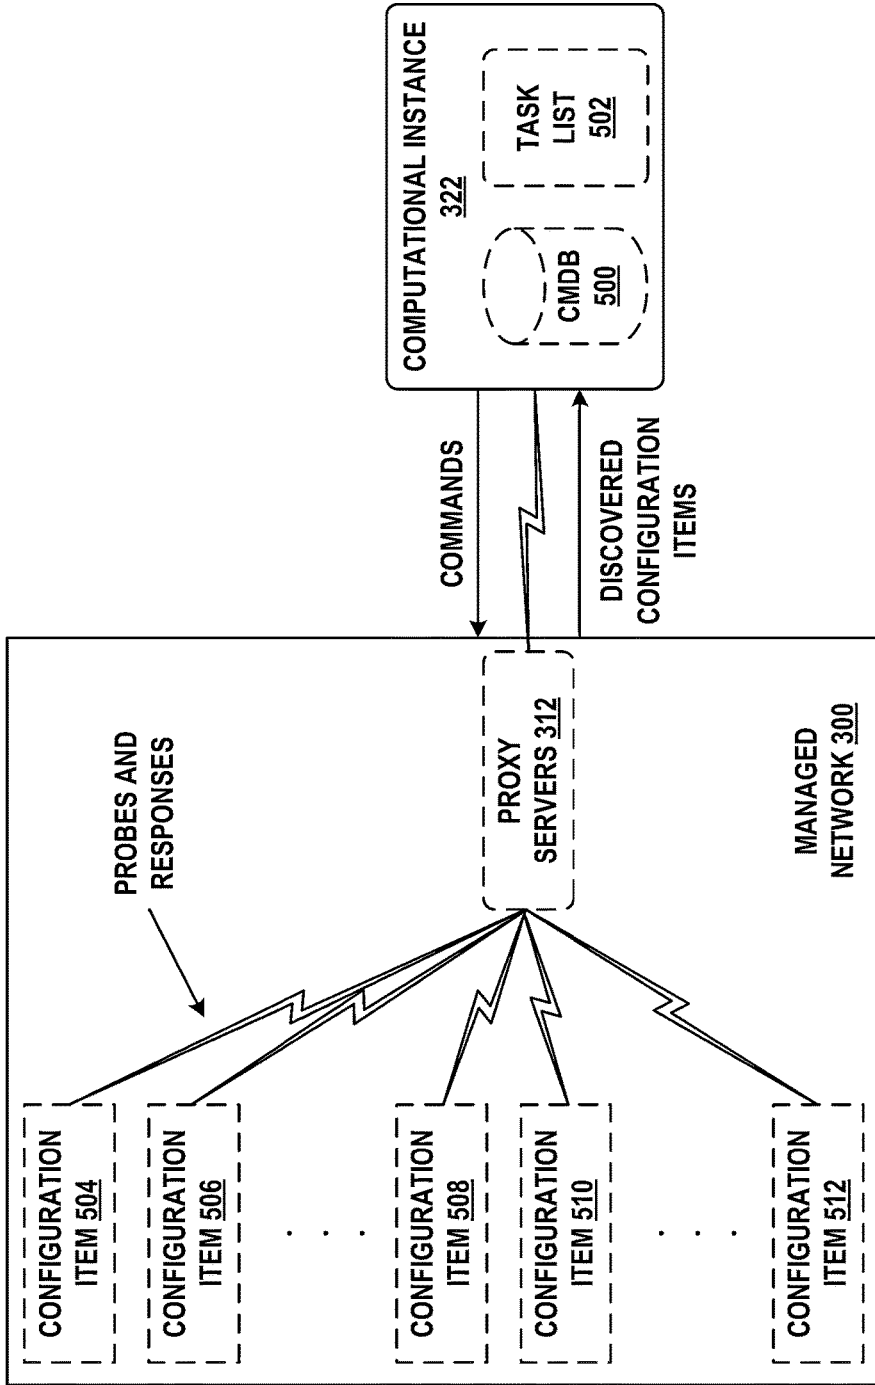 COMPUTATIONAL INSTANCE
322
CMDB
500
TASK
LIST
502
COMMANDS
DISCOVERED
CONFIGURATION
ITEMS
PROBES AND
RESPONSES
PROXY
SERVERS 312
MANAGED
NETWORK 300
CONFIGURATION
ITEM 504
CONFIGURATION
ITEM 506
. . .
CONFIGURATION
ITEM 508
CONFIGURATION
ITEM 510
. . .
CONFIGURATION
ITEM 512